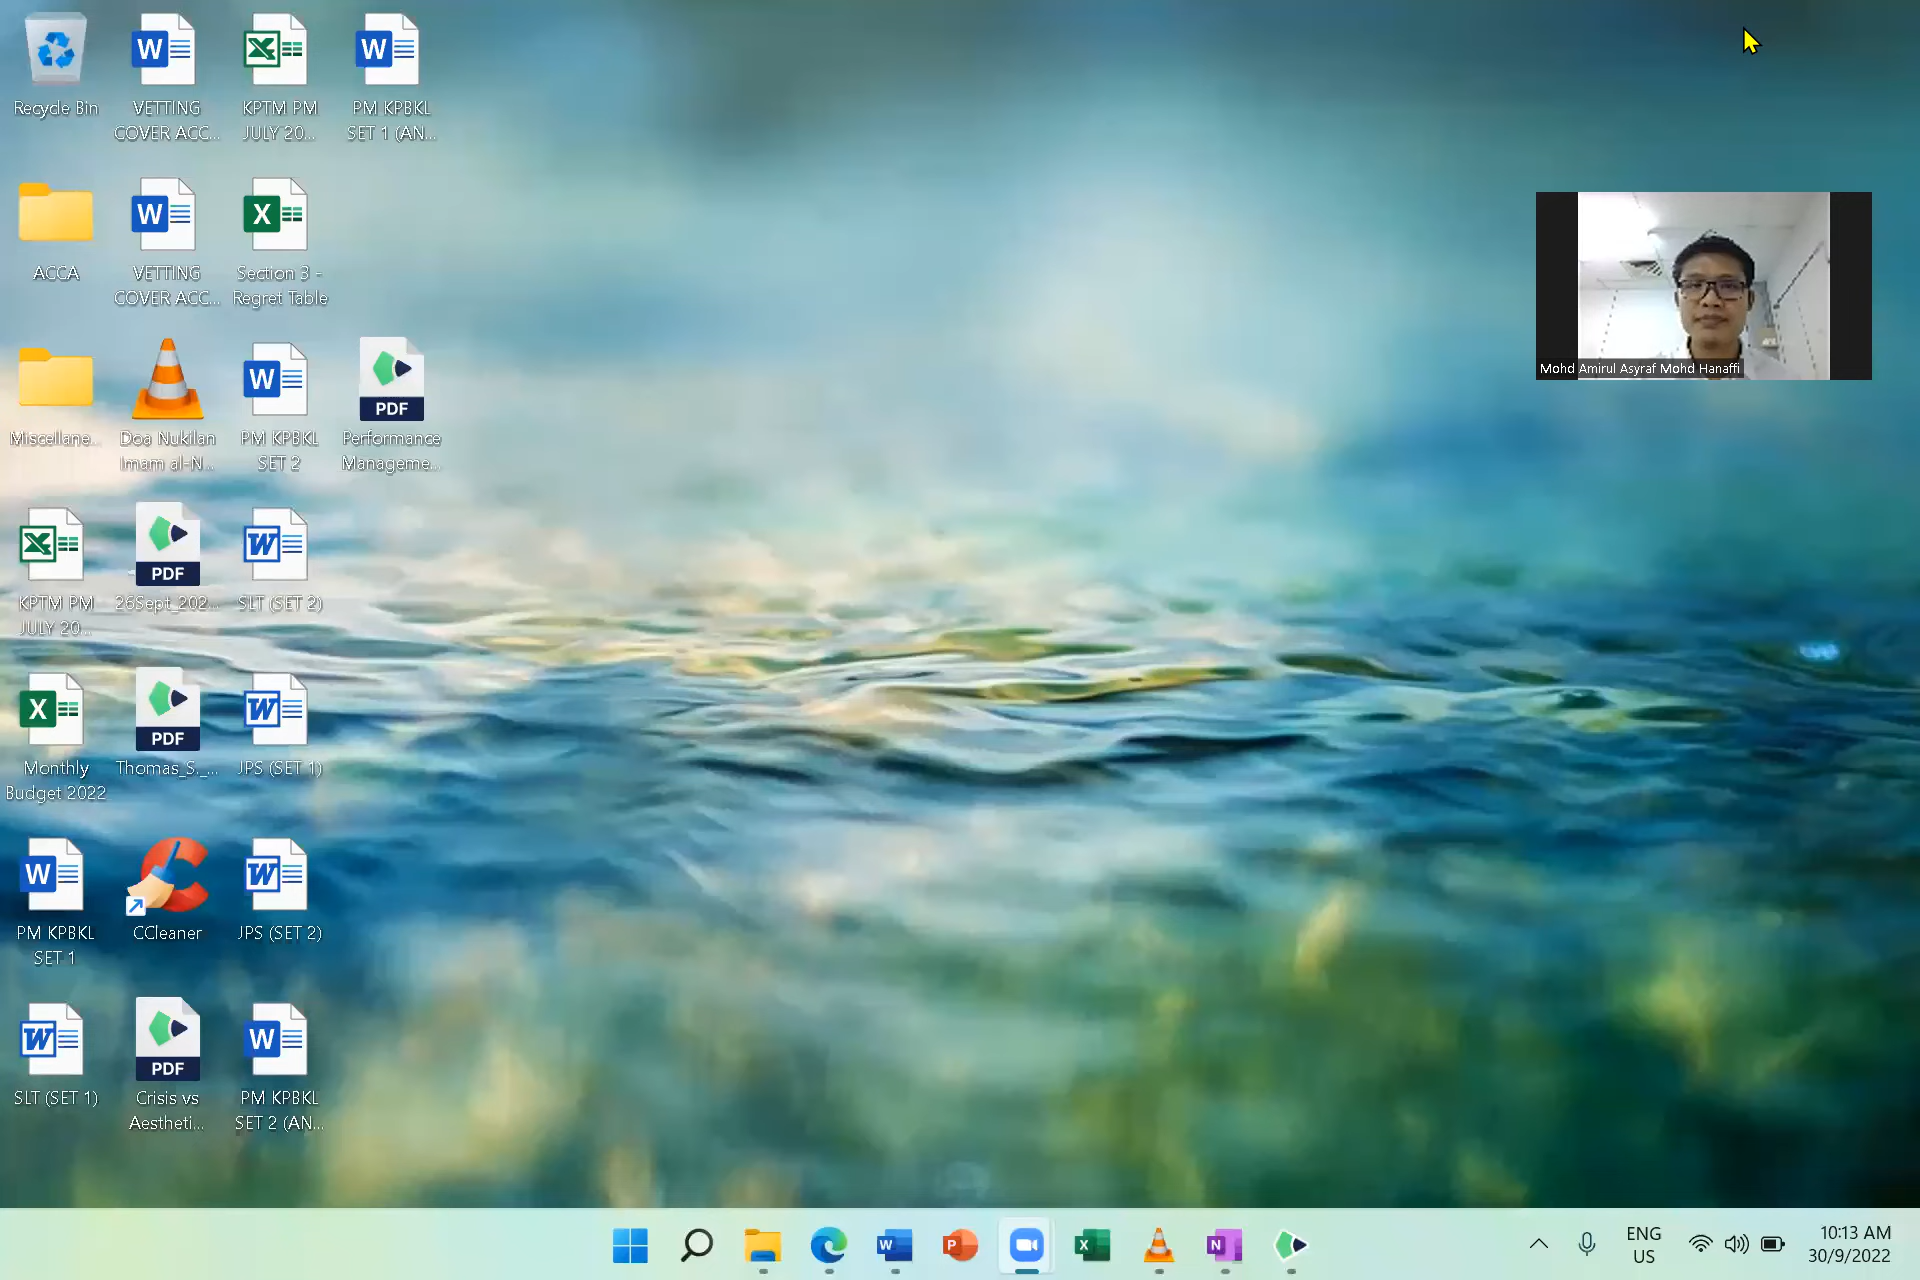 Recycle Bin
VETTING
COVER ACC...
KPTM PM
JULY 20...
PM KPBKL
SET 1 (AN...
ACCA
VETTING
COVER ACC...
Section 3 -
Regret Table
Miscellane...
Doa Nukilan
Imam al-N...
PM KPBKL
SET 2
PDF
Performance
Manageme...
KPTM PM
JULY 20...
PDF
26Sept_202...
SLT (SET 2)
Monthly
Budget 2022
PDF
Thomas_S._...
JPS (SET 1)
PM KPBKL
SET 1
CCleaner
JPS (SET 2)
SLT (SET 1)
PDF
Crisis vs
Aestheti...
PM KPBKL
SET 2 (AN...
Mohd Amirul Asyraf Mohd Hanaffi
ENG
US
10:13 AM
30/9/2022